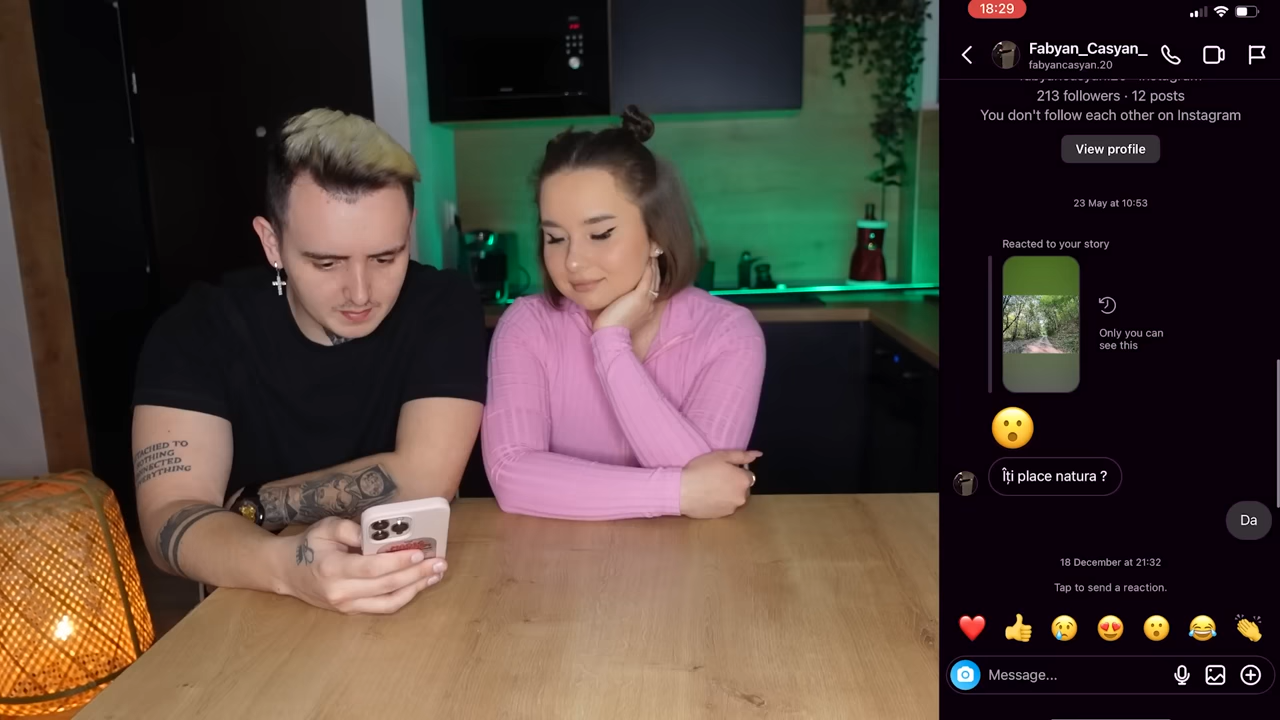 18:29
Fabyan_Casyan_
fabyancasyan.20
213 followers · 12 posts
You don't follow each other on Instagram
View profile
23 May at 10:53
Reacted to your story
Only you can
see this
Îți place natura ?
Da
18 December at 21:32
Tap to send a reaction.
Message...
NOTHING
EVERYTHING